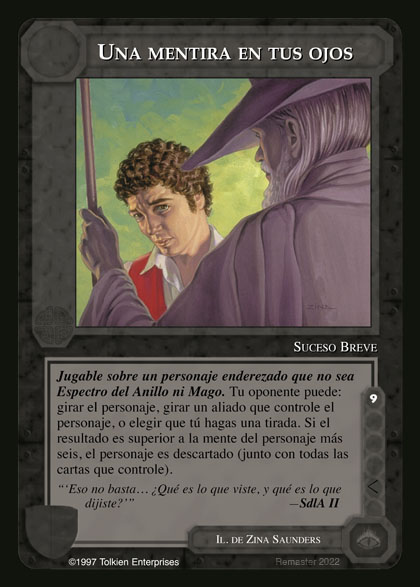 UNA MENTIRA EN TUS OJOS
ZINA
SUCESO BREVE
Jugable sobre un personaje enderezado que no sea
Espectro del Anillo ni Mago. Tu oponente puede:
girar el personaje, girar un aliado que controle el
personaje, o elegir que tú hagas una tirada. Si el
resultado es superior a la mente del personaje más
seis, el personaje es descartado (junto con todas las
cartas que controle).
9
“‘Eso no basta… ¿Qué es lo que viste, y qué es lo que
dijiste?’” —SdlA II
IL. DE ZINA SAUNDERS
©1997 Tolkien Enterprises
Remaster 2022